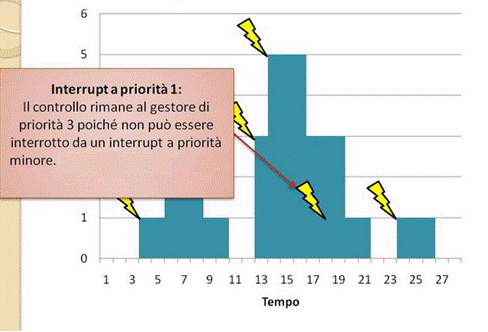 6
5
Interrupt a priorità 1:
Il controllo rimane al gestore di
priorità 3 poiché non può essere
interrotto da un interrupt a priorità
minore.
1
0
1 3 5 7 9 11 13 15 17 19 21 23 25 27
Tempo